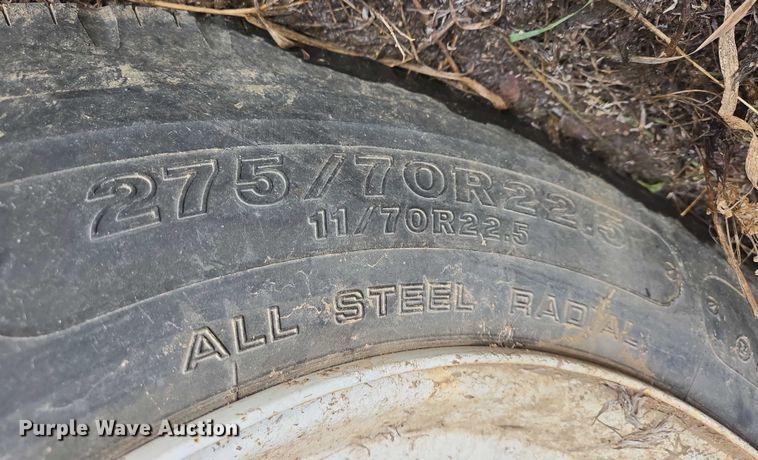 275/70R22.5
11/70R22.5
ALL STEEL RADIAL
Purple Wave Auction